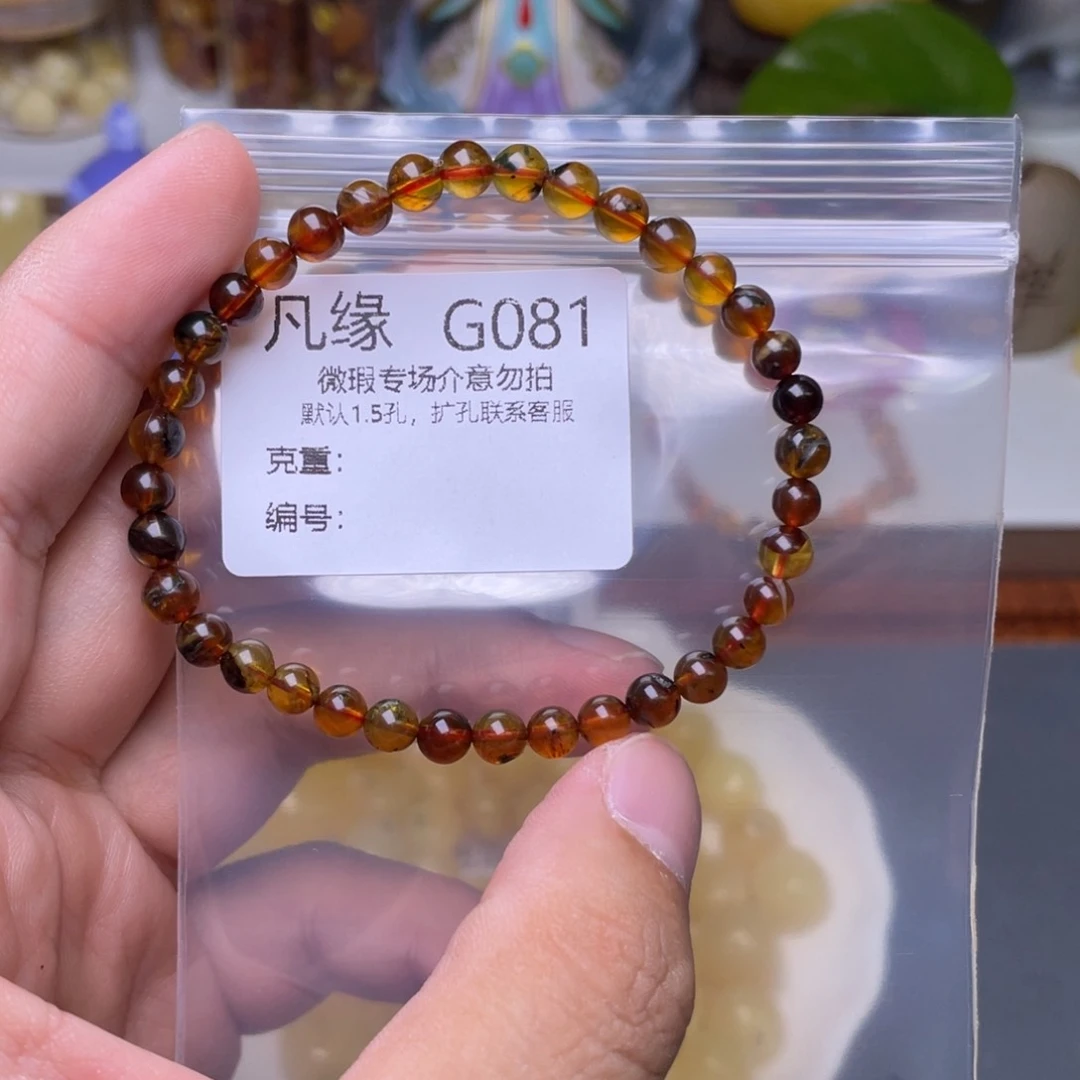 凡缘 G081
微瑕专场介意勿拍
默认1.5孔，扩孔联系客服
克重：
编号：